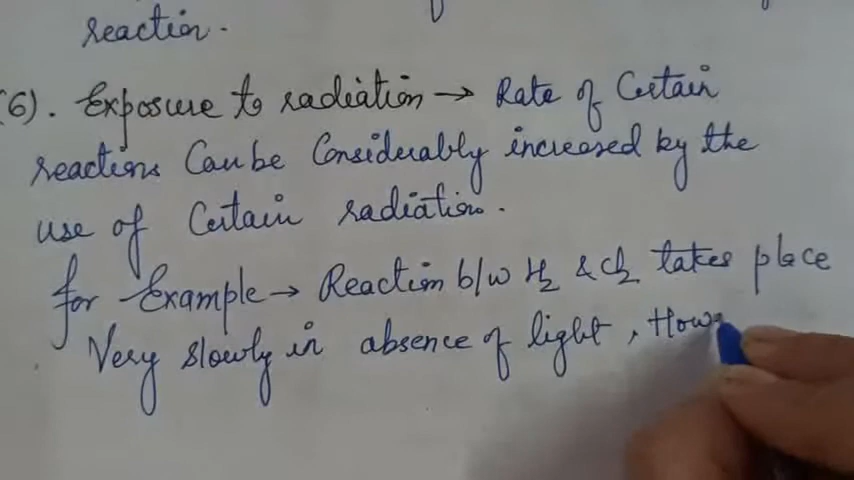 reaction.
(6). Exposure to radiation → Rate of Certain
reactions Can be Considerably increased by the
use of Certain radiation.
for Example → Reaction b/w H2 & Cl2 takes place
Very slowly in absence of light, How